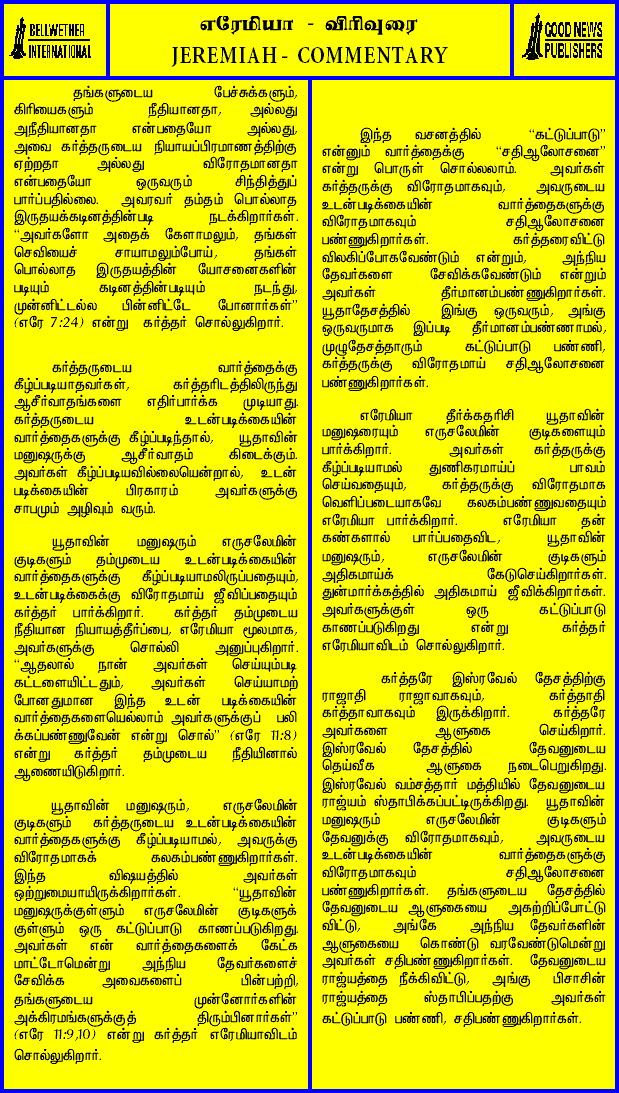 BELLWETHER
INTERNATIONAL
எரேமியா - விரிவுரை
JEREMIAH - COMMENTARY
GOOD NEWS
PUBLISHERS
தங்களுடைய பேச்சுக்களும்,
கிரியைகளும் நீதியானதா, அல்லது
அநீதியானதா என்பதையோ அல்லது,
அவை கர்த்தருடைய நியாயப்பிரமாணத்திற்கு
ஏற்றதா அல்லது விரோதமானதா
என்பதையோ ஒருவரும் சிந்தித்துப்
பார்ப்பதில்லை. அவரவர் தம்தம் பொல்லாத
இருதயக்கடினத்தின்படி நடக்கிறார்கள்.
“அவர்களோ அதைக் கேளாமலும், தங்கள்
செவியைச் சாயாமலும்போய், தங்கள்
பொல்லாத இருதயத்தின் யோசனைகளின்
படியும் கடினத்தின்படியும் நடந்து,
முன்னிட்டல்ல பின்னிட்டே போனார்கள்”
(எரே 7:24) என்று கர்த்தர் சொல்லுகிறார்.
கர்த்தருடைய வார்த்தைக்கு
கீழ்ப்படியாதவர்கள், கர்த்தரிடத்திலிருந்து
ஆசீர்வாதங்களை எதிர்பார்க்க முடியாது.
கர்த்தருடைய உடன்படிக்கையின்
வார்த்தைகளுக்கு கீழ்ப்படிந்தால், யூதாவின்
மனுஷருக்கு ஆசீர்வாதம் கிடைக்கும்.
அவர்கள் கீழ்ப்படியவில்லையென்றால், உடன்
படிக்கையின் பிரகாரம் அவர்களுக்கு
சாபமும் அழிவும் வரும்.
யூதாவின் மனுஷரும் எருசலேமின்
குடிகளும் தம்முடைய உடன்படிக்கையின்
வார்த்தைகளுக்கு கீழ்ப்படியாமலிருப்பதையும்,
உடன்படிக்கைக்கு விரோதமாய் ஜீவிப்பதையும்
கர்த்தர் பார்க்கிறார். கர்த்தர் தம்முடைய
நீதியான நியாயத்தீர்ப்பை, எரேமியா மூலமாக,
அவர்களுக்கு சொல்லி அனுப்புகிறார்.
“ஆதலால் நான் அவர்கள் செய்யும்படி
கட்டளையிட்டதும், அவர்கள் செய்யாமற்
போனதுமான இந்த உடன் படிக்கையின்
வார்த்தைகளையெல்லாம் அவர்களுக்குப் பலி
க்கப்பண்ணுவேன் என்று சொல்” (எரே 11:8)
என்று கர்த்தர் தம்முடைய நீதியினால்
ஆணையிடுகிறார்.
யூதாவின் மனுஷரும், எருசலேமின்
குடிகளும் கர்த்தருடைய உடன்படிக்கையின்
வார்த்தைகளுக்கு கீழ்ப்படியாமல், அவருக்கு
விரோதமாகக் கலகம்பண்ணுகிறார்கள்.
இந்த விஷயத்தில் அவர்கள்
ஒற்றுமையாயிருக்கிறார்கள். “யூதாவின்
மனுஷருக்குள்ளும் எருசலேமின் குடிகளுக்
குள்ளும் ஒரு கட்டுப்பாடு காணப்படுகிறது.
அவர்கள் என் வார்த்தைகளைக் கேட்க
மாட்டோமென்று அந்நிய தேவர்களைச்
சேவிக்க அவைகளைப் பின்பற்றி,
தங்களுடைய முன்னோர்களின்
அக்கிரமங்களுக்குத் திரும்பினார்கள்”
(எரே 11:9,10) என்று கர்த்தர் எரேமியாவிடம்
சொல்லுகிறார்.
இந்த வசனத்தில் “கட்டுப்பாடு”
என்னும் வார்த்தைக்கு “சதிஆலோசனை”
என்று பொருள் சொல்லலாம். அவர்கள்
கர்த்தருக்கு விரோதமாகவும், அவருடைய
உடன்படிக்கையின் வார்த்தைகளுக்கு
விரோதமாகவும் சதிஆலோசனை
பண்ணுகிறார்கள். கர்த்தரைவிட்டு
விலகிப்போகவேண்டும் என்றும், அந்நிய
தேவர்களை சேவிக்கவேண்டும் என்றும்
அவர்கள் தீர்மானம்பண்ணுகிறார்கள்.
யூதாதேசத்தில் இங்கு ஒருவரும், அங்கு
ஒருவருமாக இப்படி தீர்மானம்பண்ணாமல்,
முழுதேசத்தாரும் கட்டுப்பாடு பண்ணி,
கர்த்தருக்கு விரோதமாய் சதிஆலோசனை
பண்ணுகிறார்கள்.
எரேமியா தீர்க்கதரிசி யூதாவின்
மனுஷரையும் எருசலேமின் குடிகளையும்
பார்க்கிறார். அவர்கள் கர்த்தருக்கு
கீழ்ப்படியாமல் துணிகரமாய்ப் பாவம்
செய்வதையும், கர்த்தருக்கு விரோதமாக
வெளிப்படையாகவே கலகம்பண்ணுவதையும்
எரேமியா பார்க்கிறார். எரேமியா தன்
கண்களால் பார்ப்பதைவிட, யூதாவின்
மனுஷரும், எருசலேமின் குடிகளும்
அதிகமாய்க் கேடுசெய்கிறார்கள்.
துன்மார்க்கத்தில் அதிகமாய் ஜீவிக்கிறார்கள்.
அவர்களுக்குள் ஒரு கட்டுப்பாடு
காணப்படுகிறது என்று கர்த்தர்
எரேமியாவிடம் சொல்லுகிறார்.
கர்த்தரே இஸ்ரவேல் தேசத்திற்கு
ராஜாதி ராஜாவாகவும், கர்த்தாதி
கர்த்தாவாகவும் இருக்கிறார். கர்த்தரே
அவர்களை ஆளுகை செய்கிறார்.
இஸ்ரவேல் தேசத்தில் தேவனுடைய
தெய்வீக ஆளுகை நடைபெறுகிறது.
இஸ்ரவேல் வம்சத்தார் மத்தியில் தேவனுடைய
ராஜ்யம் ஸ்தாபிக்கப்பட்டிருக்கிறது. யூதாவின்
மனுஷரும் எருசலேமின் குடிகளும்
தேவனுக்கு விரோதமாகவும், அவருடைய
உடன்படிக்கையின் வார்த்தைகளுக்கு
விரோதமாகவும் சதிஆலோசனை
பண்ணுகிறார்கள். தங்களுடைய தேசத்தில்
தேவனுடைய ஆளுகையை அகற்றிப்போட்டு
விட்டு, அங்கே அந்நிய தேவர்களின்
ஆளுகையை கொண்டு வரவேண்டுமென்று
அவர்கள் சதிபண்ணுகிறார்கள். தேவனுடைய
ராஜ்யத்தை நீக்கிவிட்டு, அங்கு பிசாசின்
ராஜ்யத்தை ஸ்தாபிப்பதற்கு அவர்கள்
கட்டுப்பாடு பண்ணி, சதிபண்ணுகிறார்கள்.